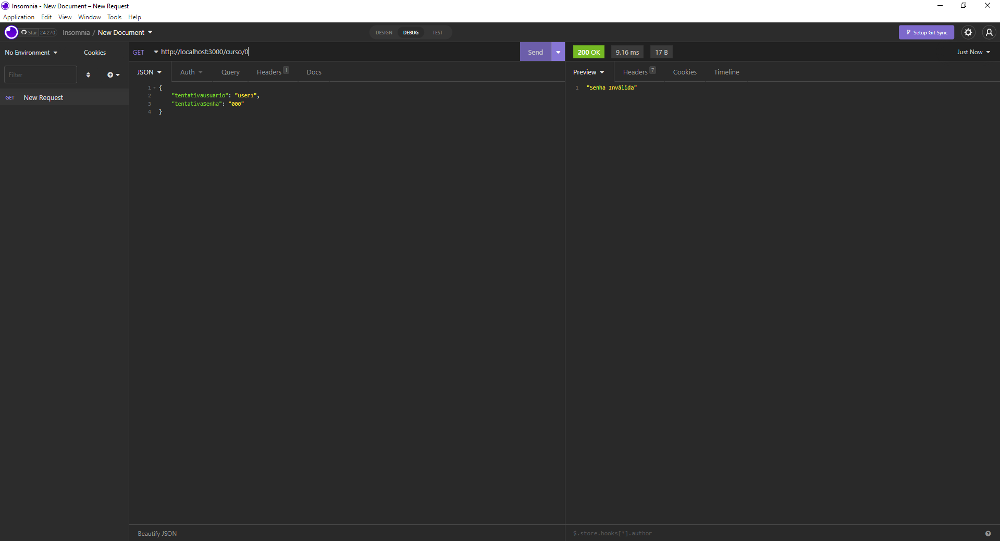 Insomnia - New Document – New Request
Application Edit View Window Tools Help
Star 24.270 Insomnia / New Document DESIGN DEBUG TEST Setup Git Sync
No Environment Cookies GET http://localhost:3000/curso/0 Send 200 OK 9.16 ms 17 B Just Now
Filter JSON Auth Query Headers 1 Docs Preview Headers 7 Cookies Timeline
GET New Request
1 {
2 "tentativaUsuario": "user1",
3 "tentativaSenha": "000"
4 }
1 "Senha Inválida"
Beautify JSON $.store.books[*].author